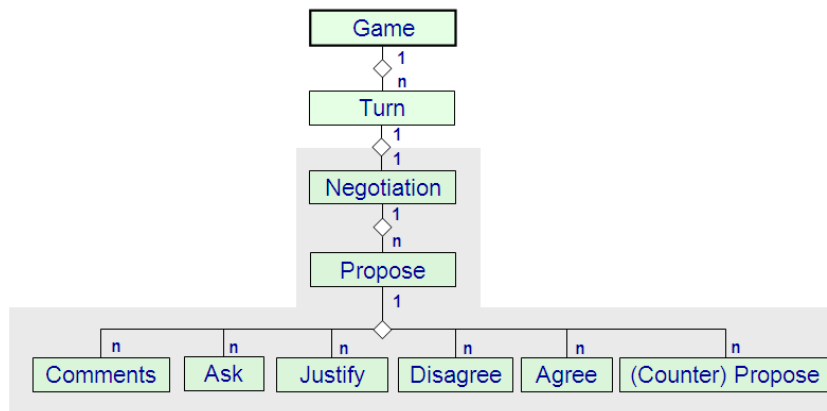 Game
1
n
Turn
1
1
Negotiation
1
n
Propose
1
n n n n n n
Comments Ask Justify Disagree Agree (Counter) Propose